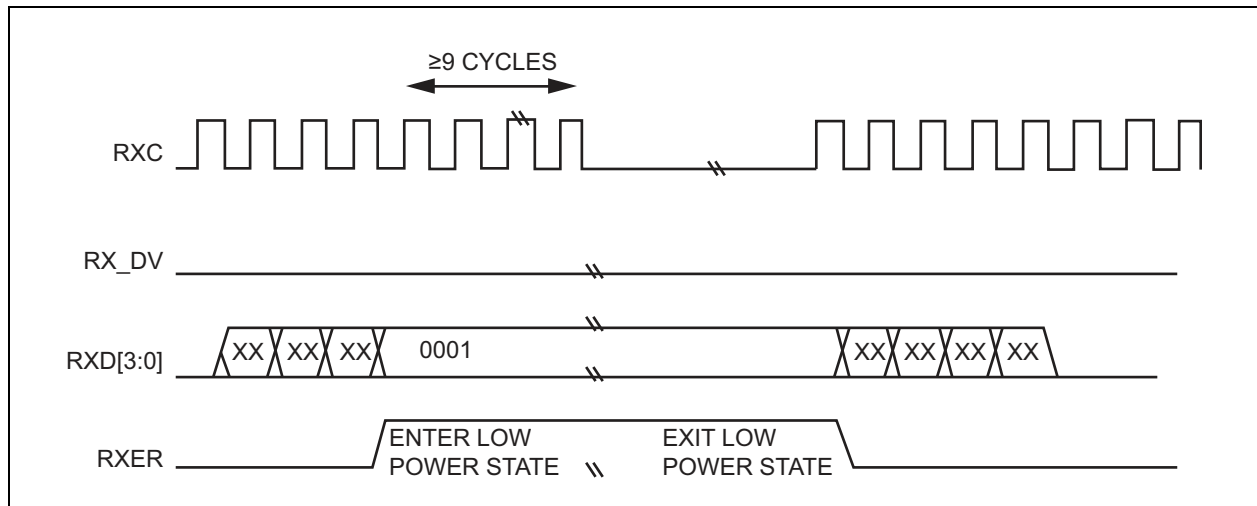 ≥9 CYCLES
RXC
RX_DV
RXD[3:0] XX XX XX 0001 XX XX XX XX
RXER
ENTER LOW EXIT LOW
POWER STATE POWER STATE